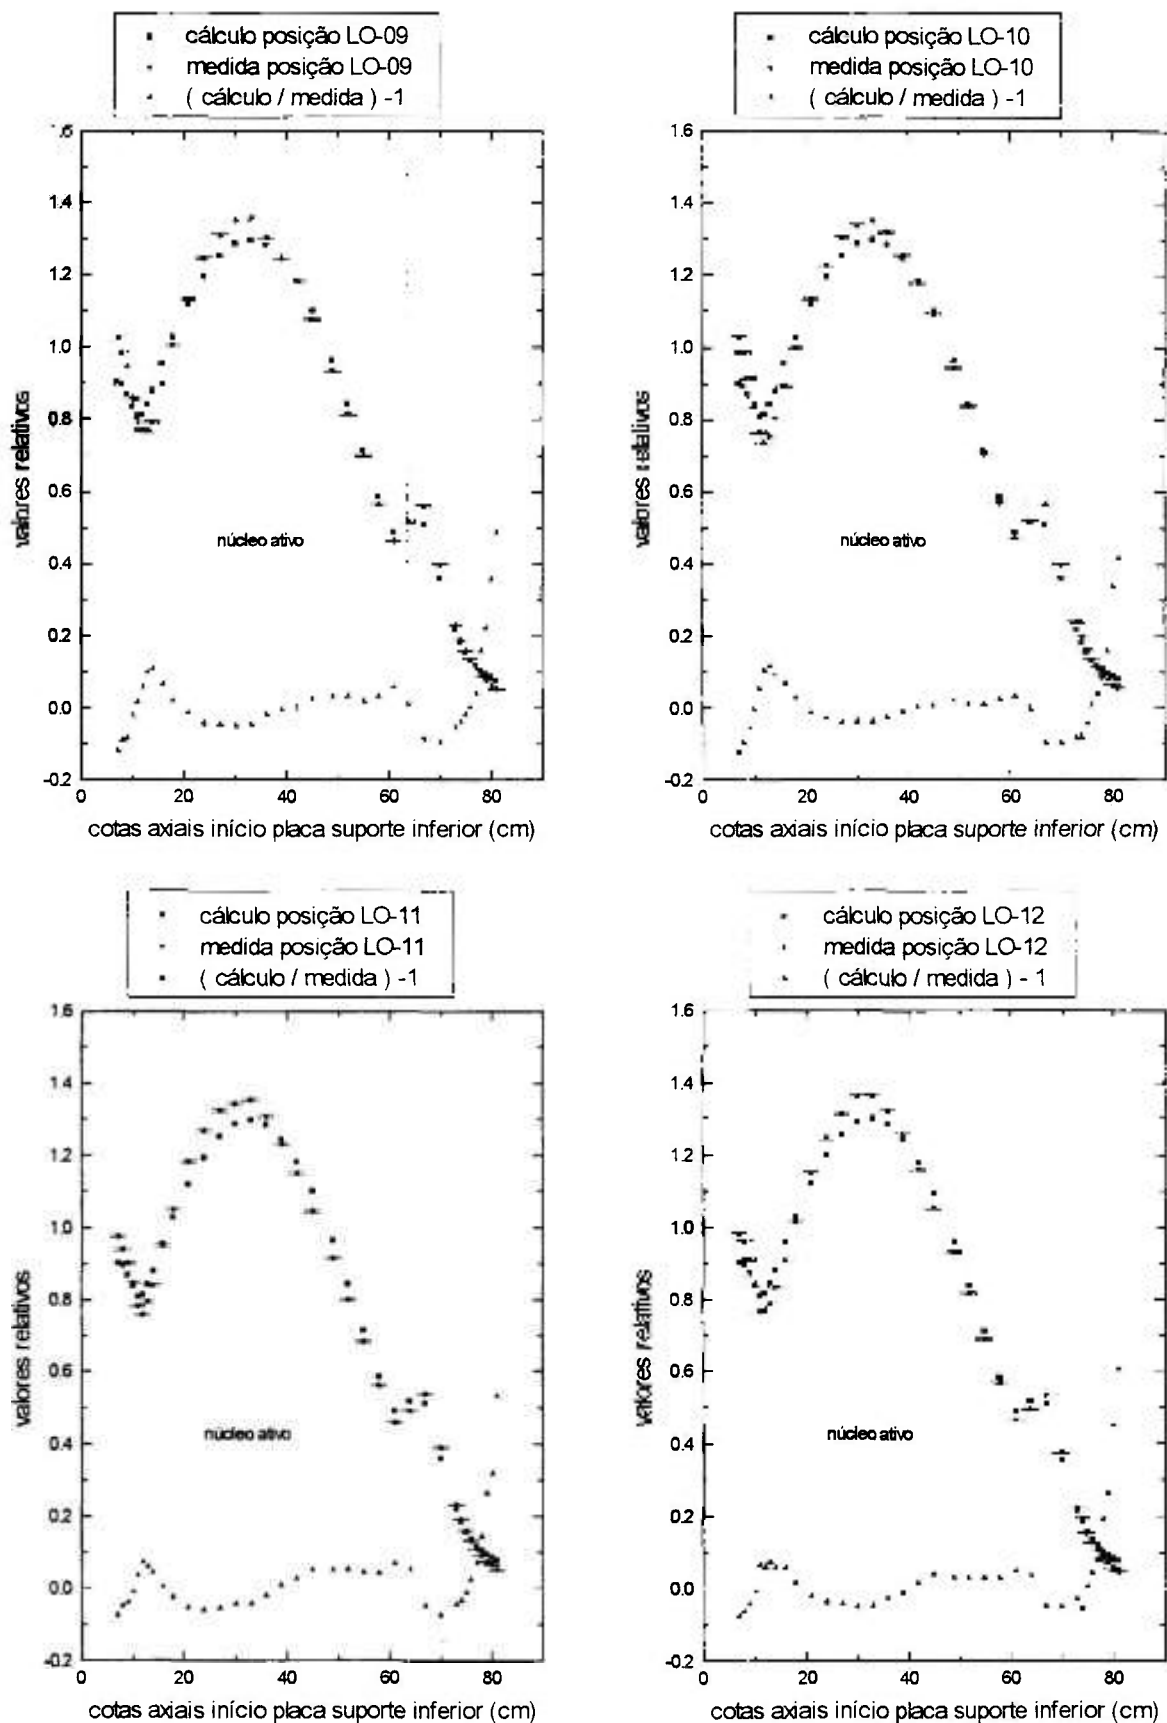 cálculo posição LO-09
medida posição LO-09
( cálculo / medida ) -1
1.6
1.4
1.2
1.0
0.8
0.6
0.4
0.2
0.0
-0.2
valores relativos
núcleo ativo
0 20 40 60 80
cotas axiais início placa suporte inferior (cm)
cálculo posição LO-10
medida posição LO-10
( cálculo / medida ) -1
1.6
1.4
1.2
1.0
0.8
0.6
0.4
0.2
0.0
-0.2
valores relativos
núcleo ativo
0 20 40 60 80
cotas axiais início placa suporte inferior (cm)
cálculo posição LO-11
medida posição LO-11
( cálculo / medida ) -1
1.6
1.4
1.2
1.0
0.8
0.6
0.4
0.2
0.0
-0.2
valores relativos
núcleo ativo
0 20 40 60 80
cotas axiais início placa suporte inferior (cm)
cálculo posição LO-12
medida posição LO-12
( cálculo / medida ) - 1
1.6
1.4
1.2
1.0
0.8
0.6
0.4
0.2
0.0
-0.2
valores relativos
núcleo ativo
0 20 40 60 80
cotas axiais início placa suporte inferior (cm)